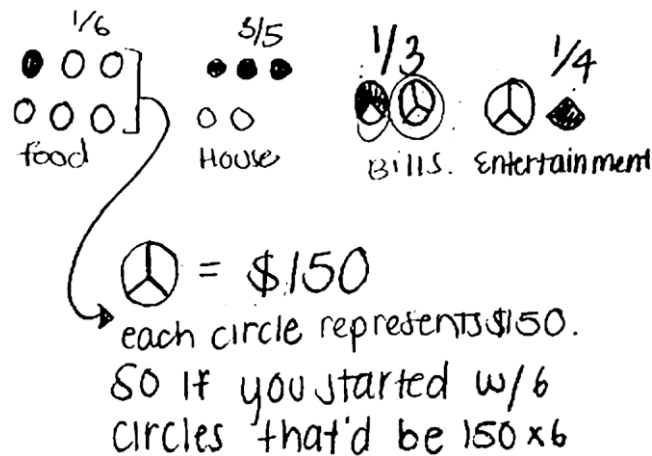 1/6 3/5 1/3 1/4
food House Bills. Entertainment
= $150
each circle represents $150.
So if you started w/6
circles that'd be 150 x 6